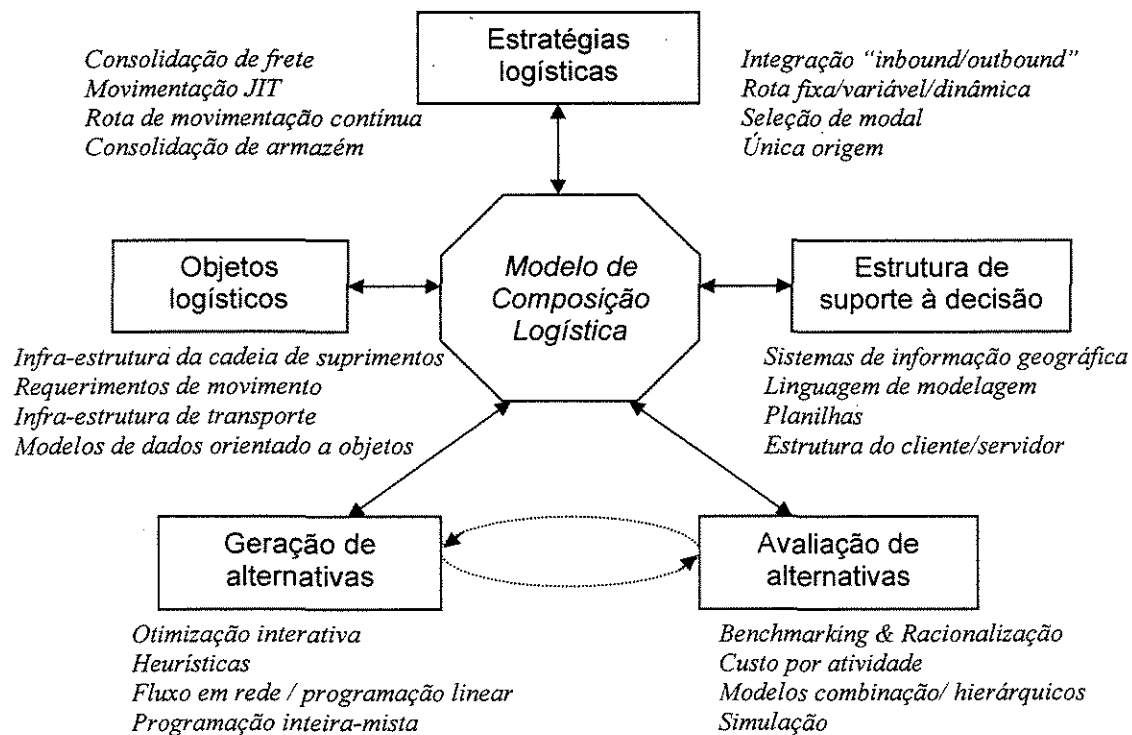 Estratégias
logísticas
Consolidação de frete
Movimentação JIT
Rota de movimentação contínua
Consolidação de armazém
Integração “inbound/outbound”
Rota fixa/variável/dinâmica
Seleção de modal
Única origem
Objetos
logísticos
Modelo de
Composição
Logística
Estrutura de
suporte à decisão
Infra-estrutura da cadeia de suprimentos
Requerimentos de movimento
Infra-estrutura de transporte
Modelos de dados orientado a objetos
Sistemas de informação geográfica
Linguagem de modelagem
Planilhas
Estrutura do cliente/servidor
Geração de
alternativas
Avaliação de
alternativas
Otimização interativa
Heurísticas
Fluxo em rede / programação linear
Programação inteira-mista
Benchmarking & Racionalização
Custo por atividade
Modelos combinação/ hierárquicos
Simulação